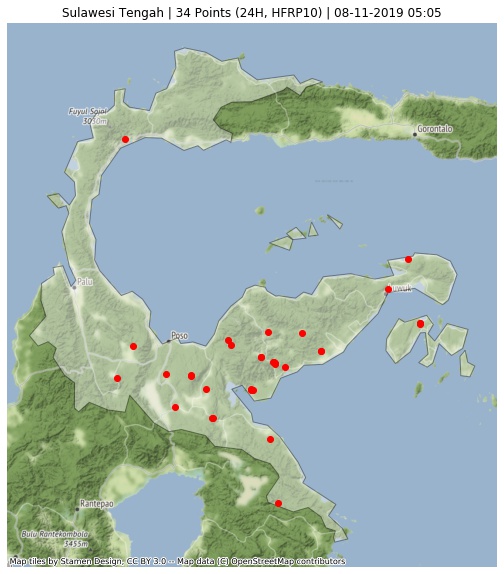 Sulawesi Tengah | 34 Points (24H, HFRP10) | 08-11-2019 05:05
Fuyul Sojol
3030m
Gorontalo
Palu
Luwuk
Poso
Rantepao
Bulu Rantekombola
3455m
Map tiles by Stamen Design, CC BY 3.0 -- Map data (C) OpenStreetMap contributors